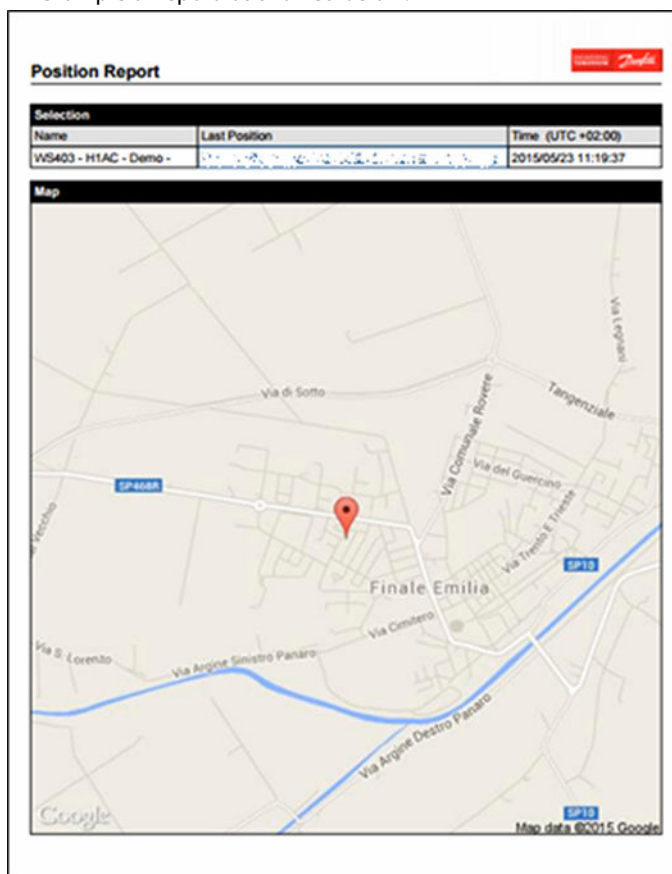 Position Report
Danfoss
Selection
Name Last Position Time (UTC +02:00)
WS403 - H1AC - Demo - 2015/05/23 11:19:37
Map
Via Legnani
Via di Sotto
Tangenziale
Via Comunale Rovere
Via del Guercino
SP468R
Vecchio
Via Trento E Trieste
SP10
Finale Emilia
Via Cimitero
Via S. Lorenzo
Via Argine Sinistro Panaro
Via Argine Destro Panaro
Google
SP10
Map data ©2015 Google